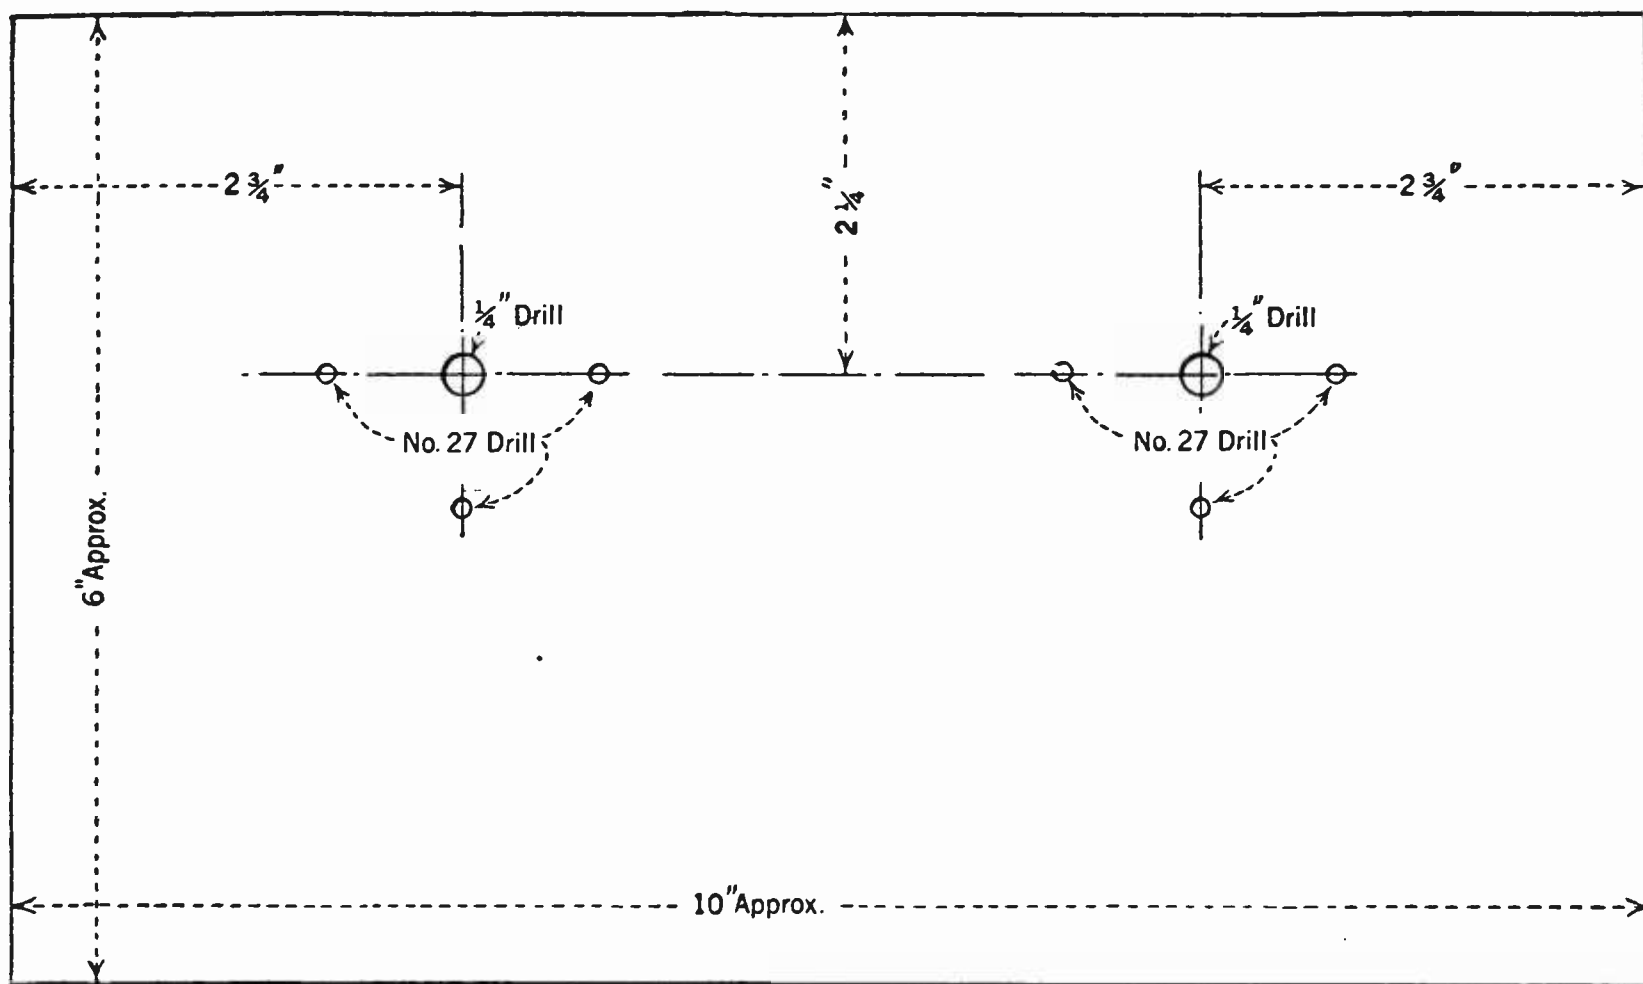 2 3/4"
2 1/4"
2 3/4"
1/4" Drill
1/4" Drill
No. 27 Drill
No. 27 Drill
6" Approx.
10" Approx.